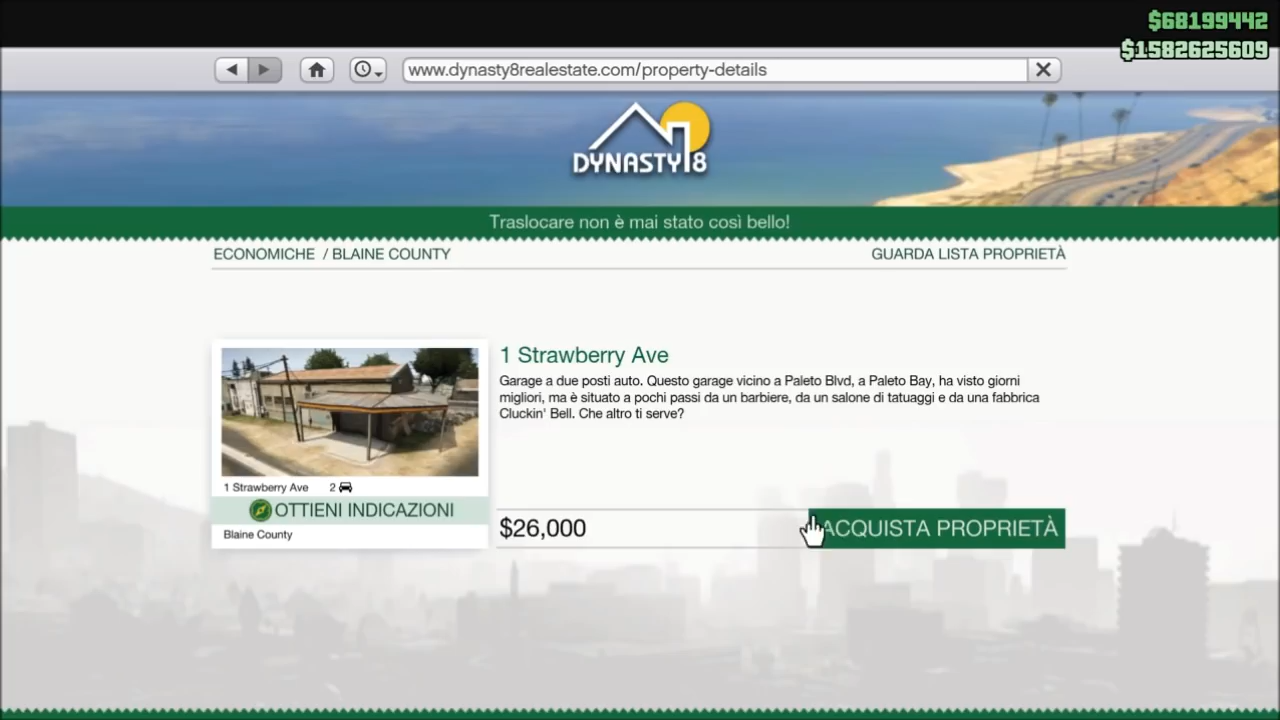 $68199442
$1582625609
www.dynasty8realestate.com/property-details
DYNASTY 8
Traslocare non è mai stato così bello!
ECONOMICHE / BLAINE COUNTY
GUARDA LISTA PROPRIETÀ
1 Strawberry Ave
Garage a due posti auto. Questo garage vicino a Paleto Blvd, a Paleto Bay, ha visto giorni
migliori, ma è situato a pochi passi da un barbiere, da un salone di tatuaggi e da una fabbrica
Cluckin' Bell. Che altro ti serve?
1 Strawberry Ave 2
OTTIENI INDICAZIONI
Blaine County
$26,000
ACQUISTA PROPRIETÀ